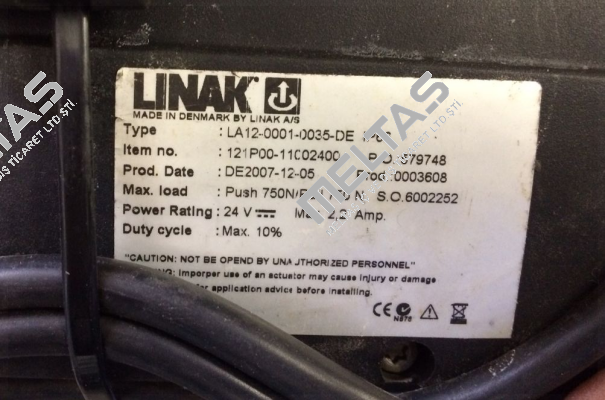 LINAK
MADE IN DENMARK BY LINAK A/S
Type : LA12-0001-0035-DE
Item no. : 121P00-11002400 P.O.:879748
Prod. Date : DE2007-12-05 Prod.:0003608
Max. load : Push 750N/ N S.O.6002252
Power Rating : 24 V Max. 2,2 Amp.
Duty cycle : Max. 10%
"CAUTION: NOT BE OPEND BY UNAUTHORIZED PERSONNEL"
imporper use of an actuator may cause injury or damage
for application advice before installing.
CE N878
MELTAS